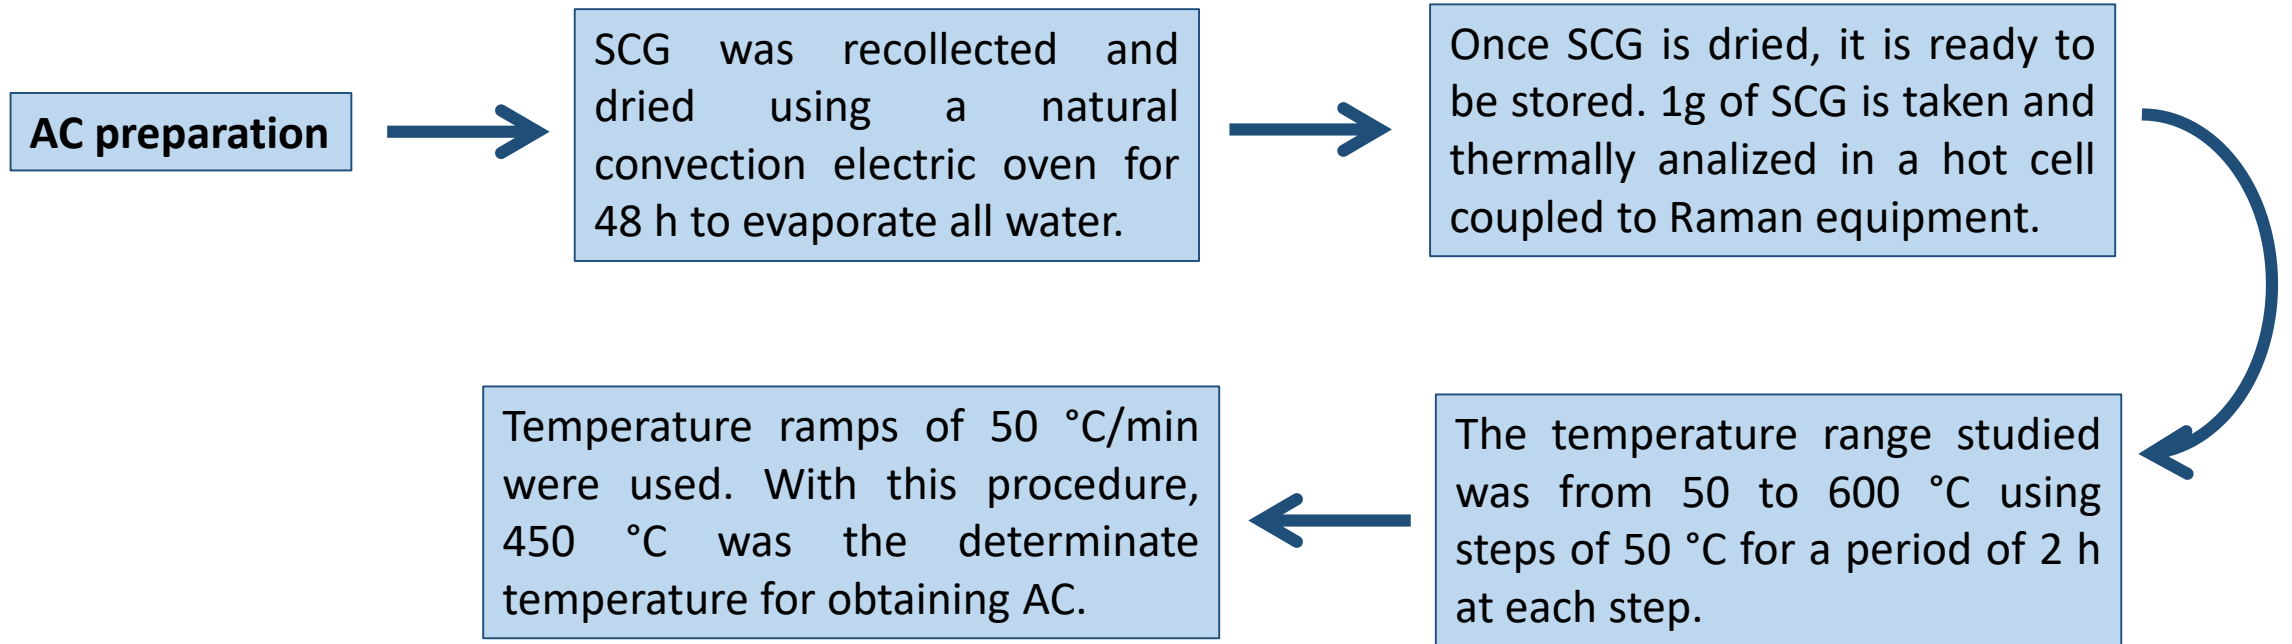 AC preparation
SCG was recollected and
dried using a natural
convection electric oven for
48 h to evaporate all water.
Once SCG is dried, it is ready to
be stored. 1g of SCG is taken and
thermally analized in a hot cell
coupled to Raman equipment.
The temperature range studied
was from 50 to 600 °C using
steps of 50 °C for a period of 2 h
at each step.
Temperature ramps of 50 °C/min
were used. With this procedure,
450 °C was the determinate
temperature for obtaining AC.